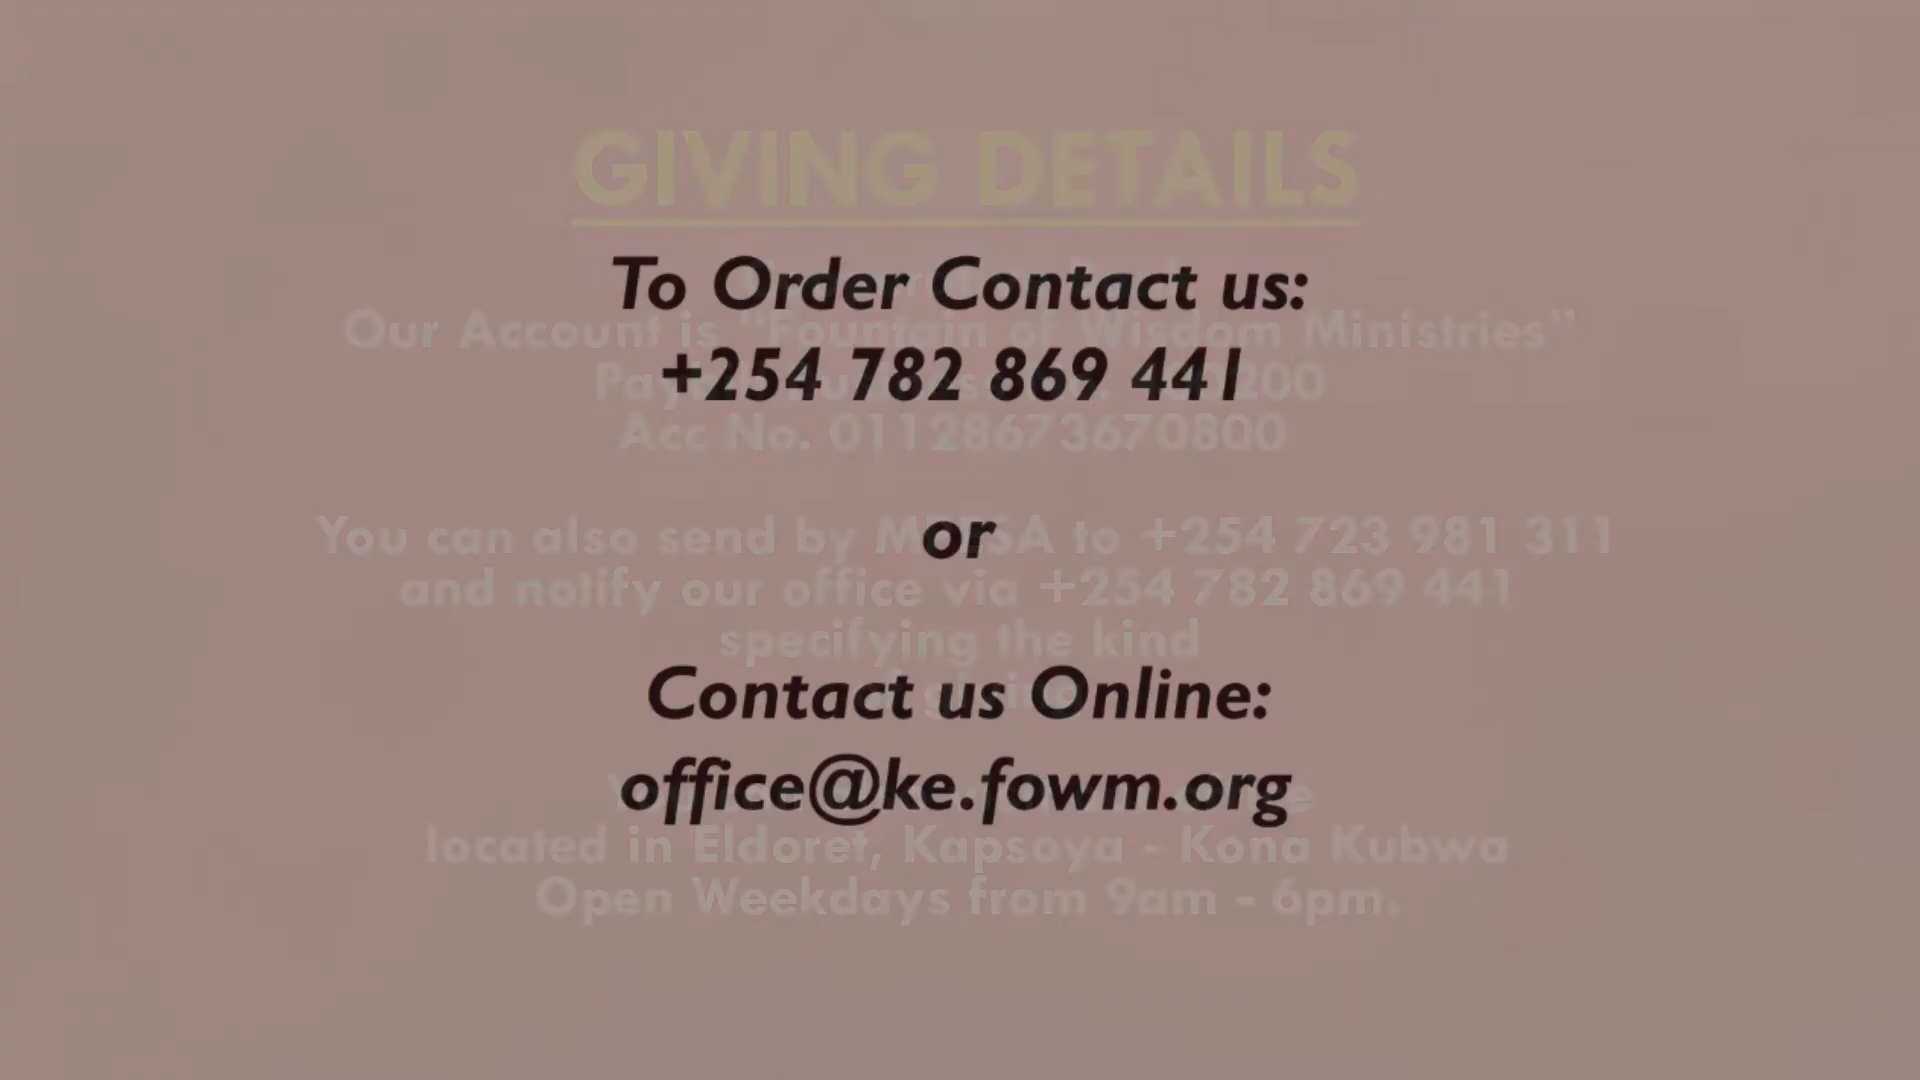 GIVING DETAILS
To Order Contact us:
Our Account is "Fountain of Wisdom Ministries"
+254 782 869 441
200
Acc No. 01128673670800
or
You can also send by to +254 723 981 311
and notify our office via +254 782 869 441
specifying the kind
Contact us Online:
office@ke.fowm.org
located in Eldoret, Kapsoya - Kona Kubwa
Open Weekdays from 9am - 6pm.